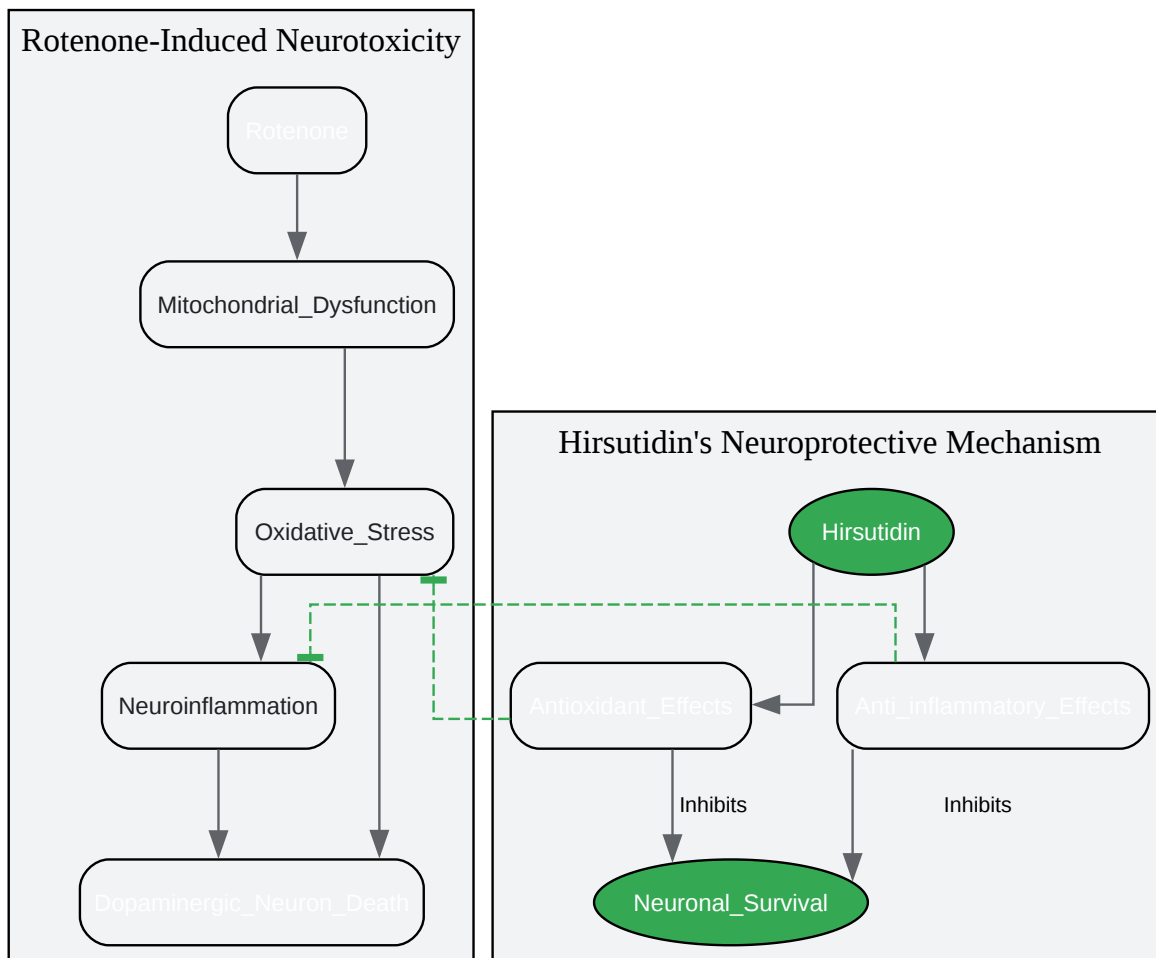 Rotenone-Induced Neurotoxicity
Rotenone
Mitochondrial_Dysfunction
Oxidative_Stress
Neuroinflammation
Dopaminergic_Neuron_Death
Hirsutidin's Neuroprotective Mechanism
Hirsutidin
Antioxidant_Effects
Anti_inflammatory_Effects
Inhibits
Inhibits
Neuronal_Survival